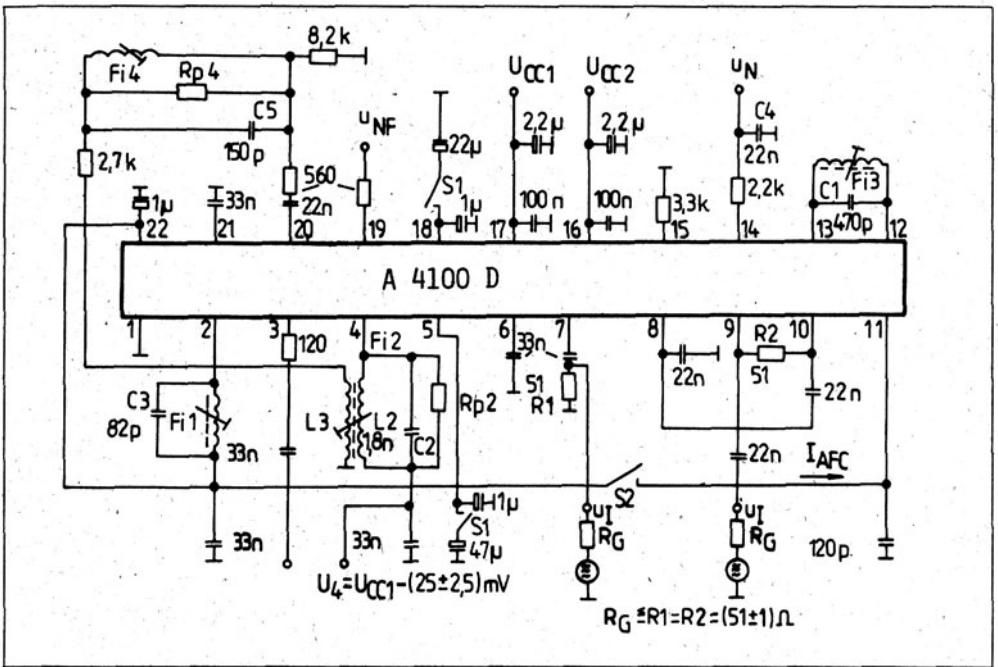 8,2k
Fi4
Rp4
C5
150p
2,7k
560
22n
uNF
22µ
S1
1µ
UCC1
2,2µ
100n
UCC2
2,2µ
100n
3,3k
uN
C4
22n
2,2k
C1
Fi3
470p
1µ
33n
22 21 20 19 18 17 16 15 14 13 12
A 4100 D
1 2 3 4 5 6 7 8 9 10 11
120
Fi2
33n
51
R1
22n
R2
51
22n
C3
82p
Fi1
33n
L3
L2
1,8n
C2
Rp2
22n
IAFC
S2
33n
33n
1µ
S1
47µ
uI
RG
uI
RG
120p
U4=UCC1-(25±2,5)mV
RG≡R1=R2=(51±1)Ω